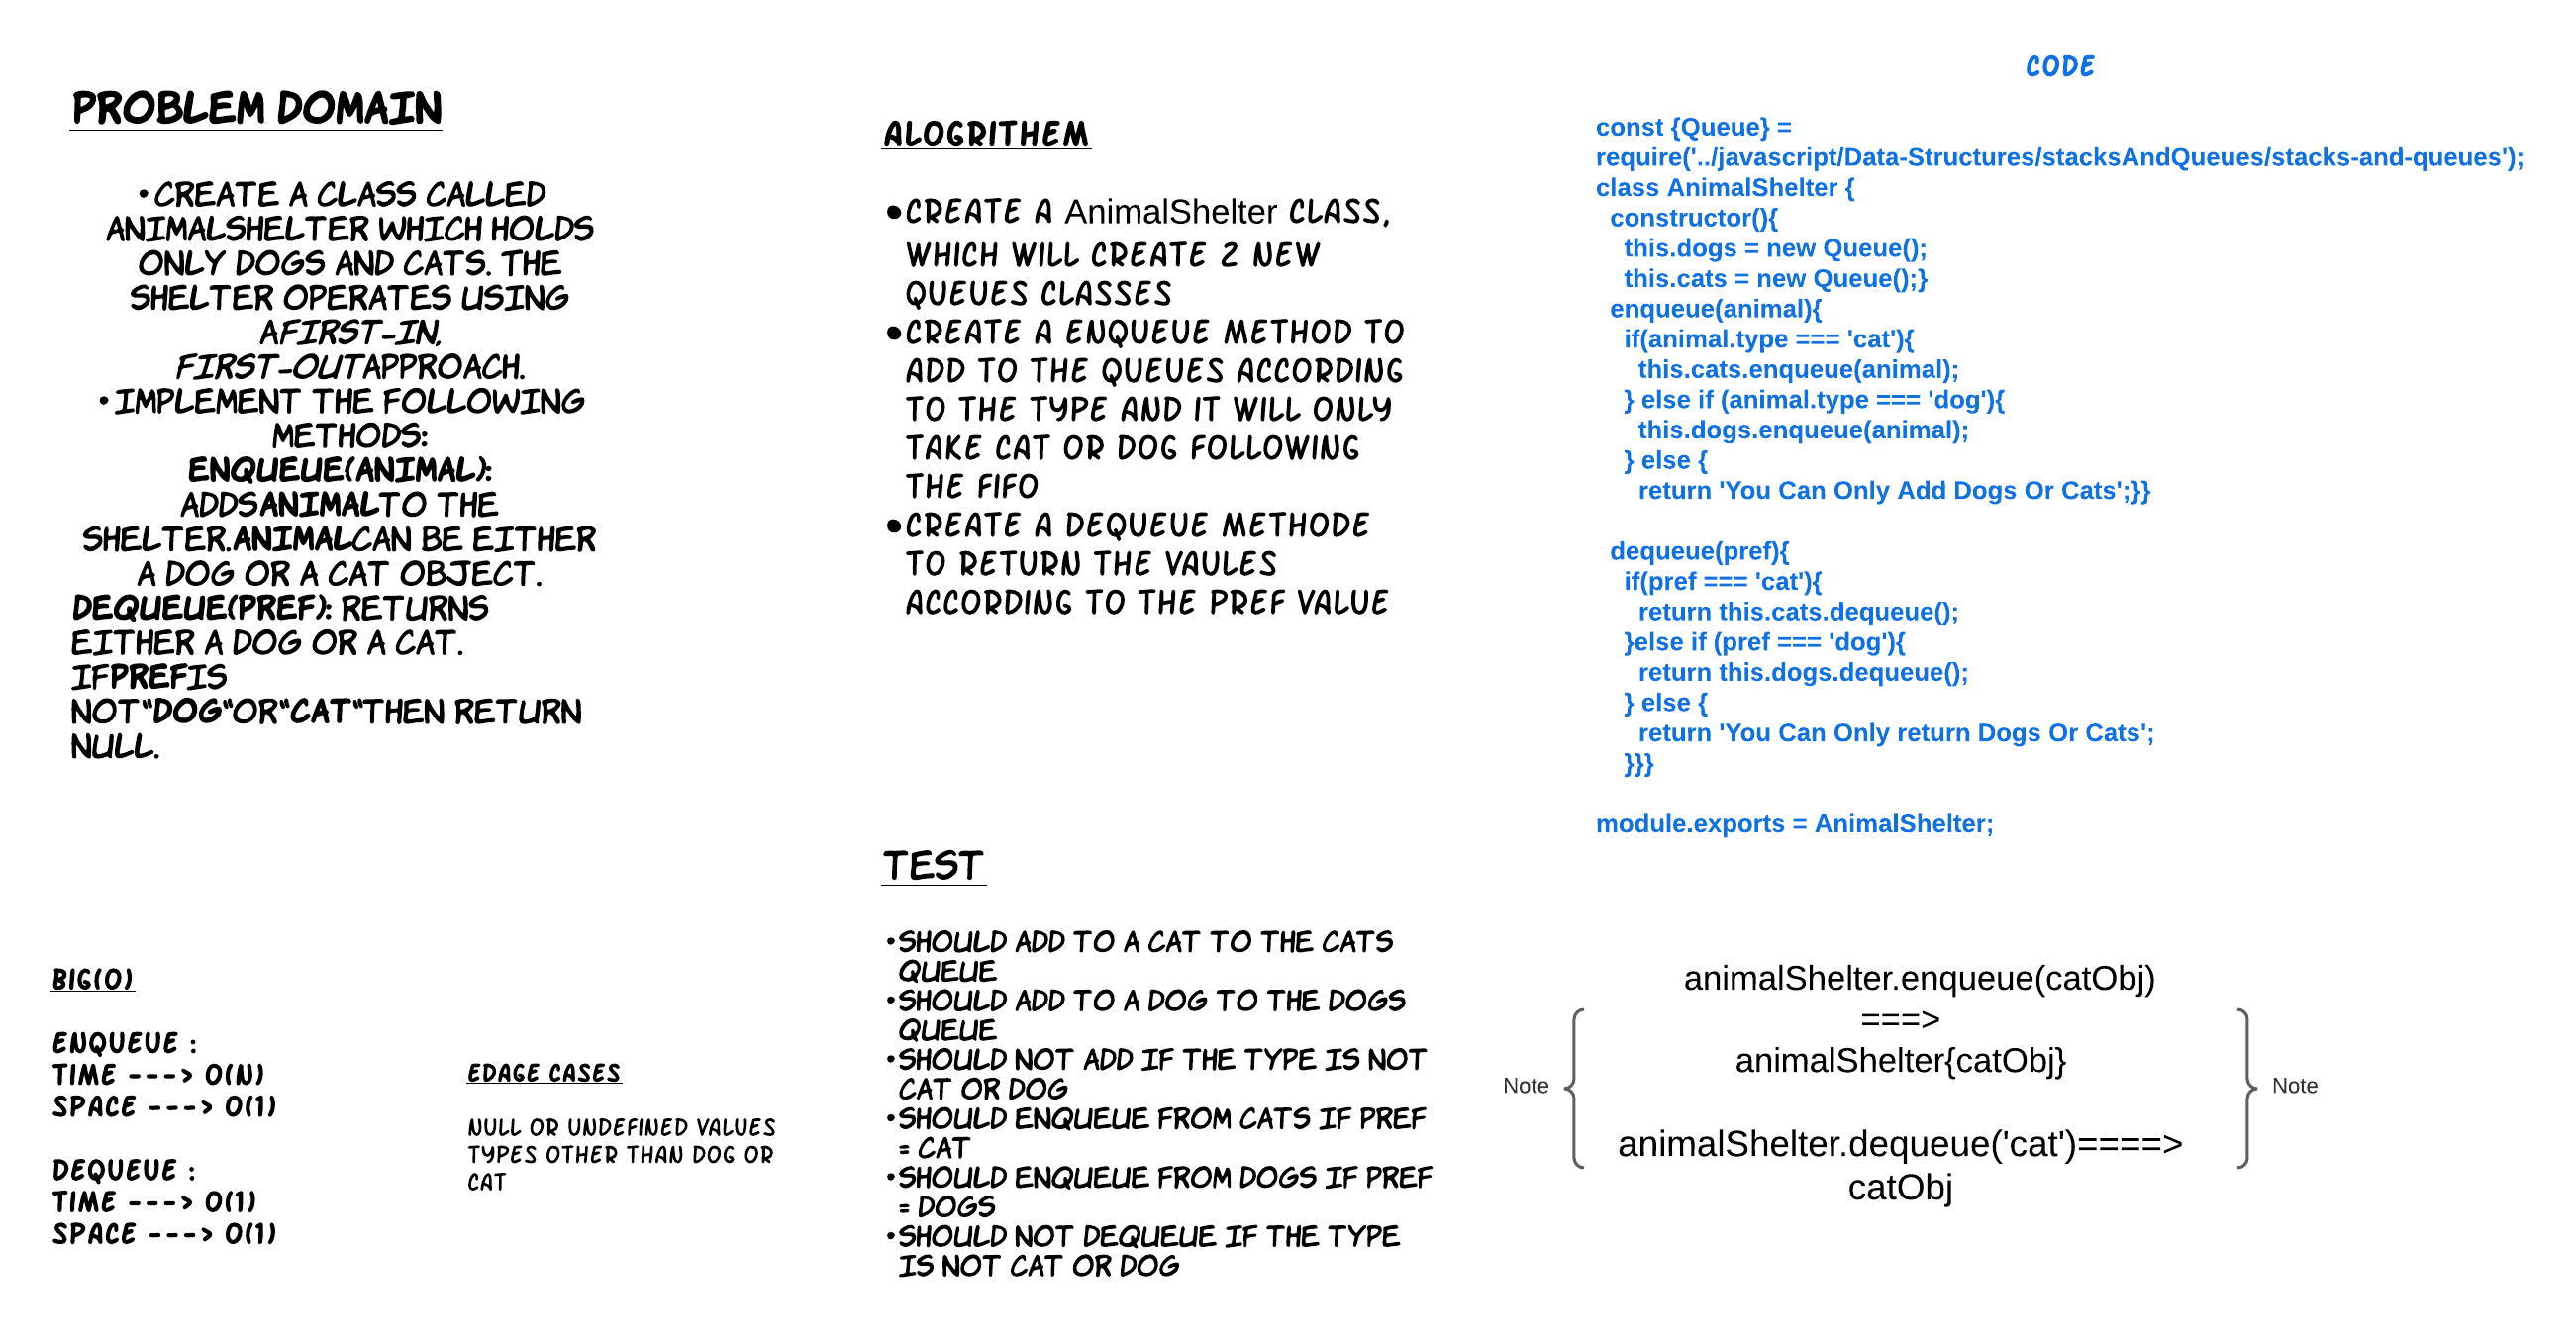 PROBLEM DOMAIN
•CREATE A CLASS CALLED
ANIMALSHELTER WHICH HOLDS
ONLY DOGS AND CATS. THE
SHELTER OPERATES USING
AFIRST-IN,
FIRST-OUTAPPROACH.
•IMPLEMENT THE FOLLOWING
METHODS:
ENQUEUE(ANIMAL):
ADDSANIMALTO THE
SHELTER.ANIMALCAN BE EITHER
A DOG OR A CAT OBJECT.
DEQUEUE(PREF): RETURNS
EITHER A DOG OR A CAT.
IFPREFIS
NOT"DOG"OR"CAT"THEN RETURN
NULL.
BIG(O)
ENQUEUE :
TIME ---> O(N)
SPACE ---> O(1)
DEQUEUE :
TIME ---> O(1)
SPACE ---> O(1)
EDAGE CASES
NULL OR UNDEFINED VALUES
TYPES OTHER THAN DOG OR
CAT
ALOGRITHEM
•CREATE A AnimalShelter CLASS,
WHICH WILL CREATE 2 NEW
QUEUES CLASSES
•CREATE A ENQUEUE METHOD TO
ADD TO THE QUEUES ACCORDING
TO THE TYPE AND IT WILL ONLY
TAKE CAT OR DOG FOLLOWING
THE FIFO
•CREATE A DEQUEUE METHODE
TO RETURN THE VAULES
ACCORDING TO THE PREF VALUE
TEST
•SHOULD ADD TO A CAT TO THE CATS
QUEUE
•SHOULD ADD TO A DOG TO THE DOGS
QUEUE
•SHOULD NOT ADD IF THE TYPE IS NOT
CAT OR DOG
•SHOULD ENQUEUE FROM CATS IF PREF
= CAT
•SHOULD ENQUEUE FROM DOGS IF PREF
= DOGS
•SHOULD NOT DEQUEUE IF THE TYPE
IS NOT CAT OR DOG
CODE
const {Queue} =
require('../javascript/Data-Structures/stacksAndQueues/stacks-and-queues');
class AnimalShelter {
constructor(){
this.dogs = new Queue();
this.cats = new Queue();}
enqueue(animal){
if(animal.type === 'cat'){
this.cats.enqueue(animal);
} else if (animal.type === 'dog'){
this.dogs.enqueue(animal);
} else {
return 'You Can Only Add Dogs Or Cats';}}
dequeue(pref){
if(pref === 'cat'){
return this.cats.dequeue();
}else if (pref === 'dog'){
return this.dogs.dequeue();
} else {
return 'You Can Only return Dogs Or Cats';
}}}
module.exports = AnimalShelter;
animalShelter.enqueue(catObj)
===>
animalShelter{catObj}
Note
Note
animalShelter.dequeue('cat')====>
catObj